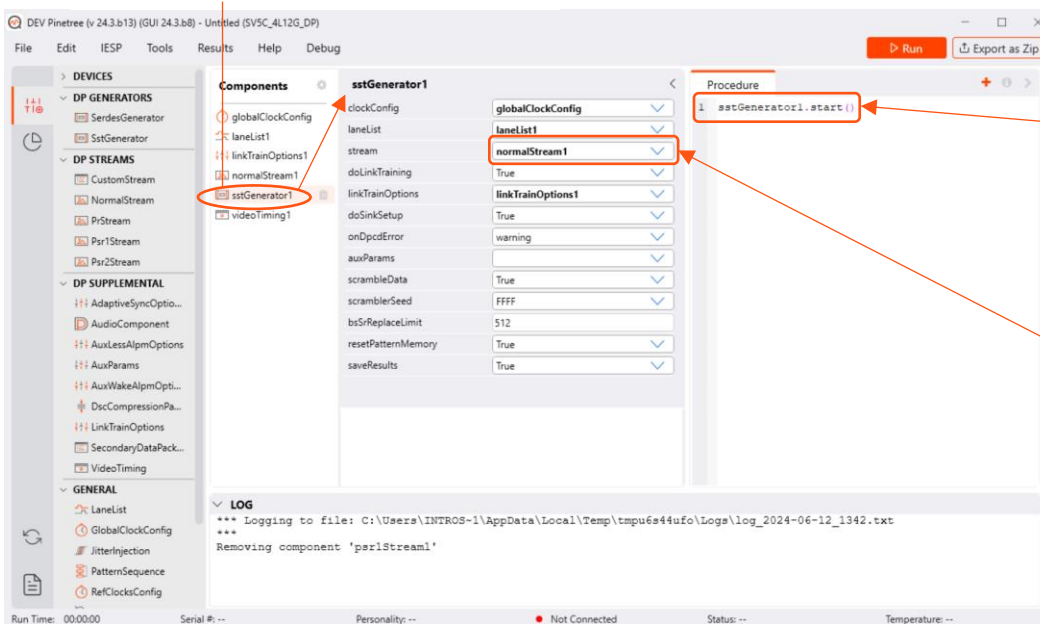 DEV Pinetree (v 24.3.b13) (GUI 24.3.b8) - Untitled (SV5C_4L12G_DP)
File Edit IESP Tools Results Help Debug
Run
Export as Zip
DEVICES
DP GENERATORS
SerdesGenerator
SstGenerator
DP STREAMS
CustomStream
NormalStream
PrStream
Psr1Stream
Psr2Stream
DP SUPPLEMENTAL
AdaptiveSyncOptio...
AudioComponent
AuxLessAlpmOptions
AuxParams
AuxWakeAlpmOpti...
DscCompressionPa...
LinkTrainOptions
SecondaryDataPack...
VideoTiming
GENERAL
LaneList
GlobalClockConfig
JitterInjection
PatternSequence
RefClocksConfig
Components
globalClockConfig
laneList1
linkTrainOptions1
normalStream1
sstGenerator1
videoTiming1
sstGenerator1
clockConfig globalClockConfig
laneList laneList1
stream normalStream1
doLinkTraining True
linkTrainOptions linkTrainOptions1
doSinkSetup True
onDpcdError warning
auxParams
scrambleData True
scramblerSeed FFFF
bsSrReplaceLimit 512
resetPatternMemory True
saveResults True
Procedure
1 sstGenerator1.start()
LOG
*** Logging to file: C:\Users\INTROS~1\AppData\Local\Temp\tmpu6s44ufo\Logs\log_2024-06-12_1342.txt
***
Removing component 'psr1Stream1'
Run Time: 00:00:00 Serial #: -- Personality: -- Not Connected Status: -- Temperature: --